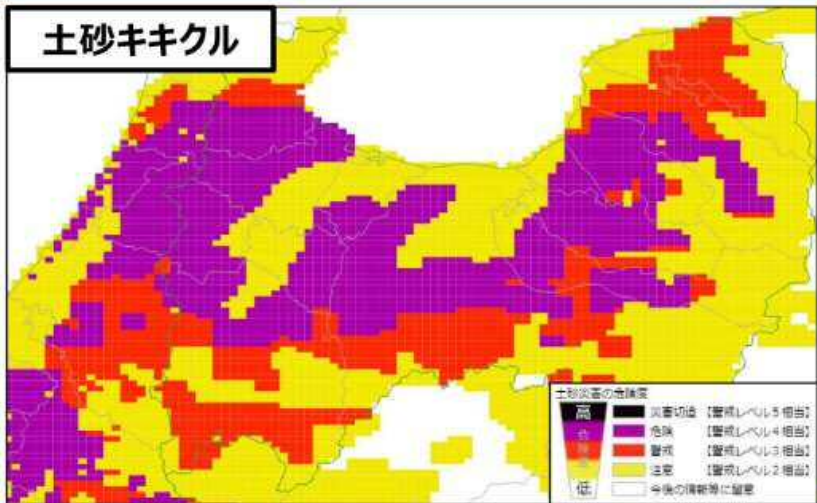 土砂キキクル
土砂災害の危険度
高
危
険
度
低
災害切迫 【警戒レベル5相当】
危険 【警戒レベル4相当】
警戒 【警戒レベル3相当】
注意 【警戒レベル2相当】
今後の情報等に留意